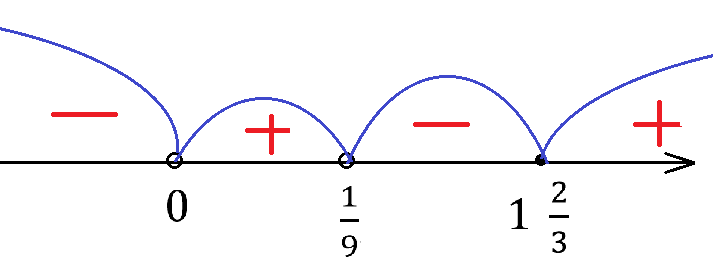 − + − +
0 1/9 1 2/3